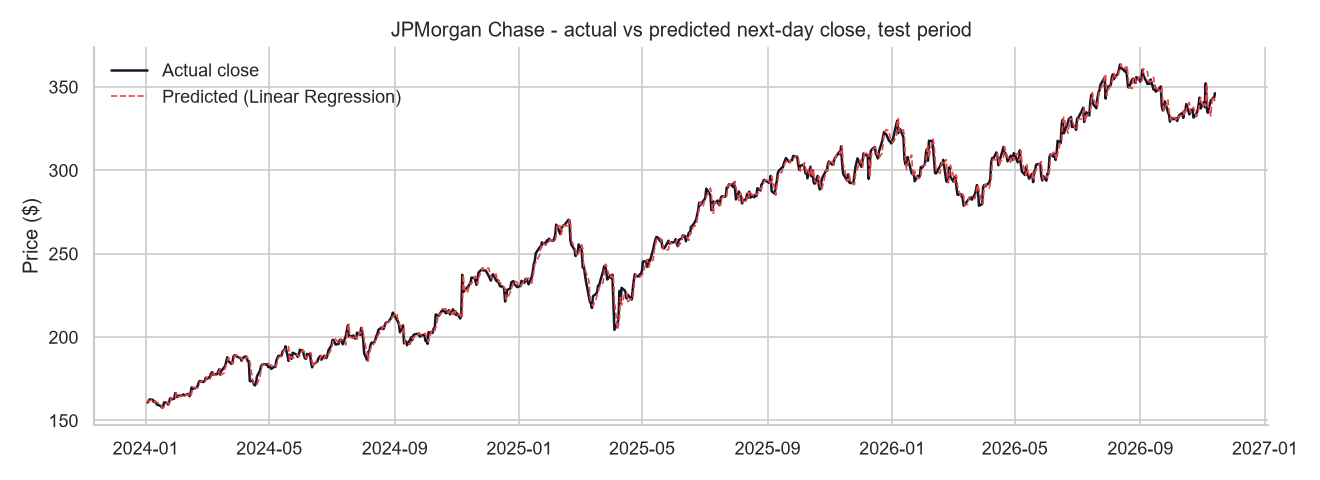 JPMorgan Chase - actual vs predicted next-day close, test period
Actual close
Predicted (Linear Regression)
Price ($)
350
300
250
200
150
2024-01 2024-05 2024-09 2025-01 2025-05 2025-09 2026-01 2026-05 2026-09 2027-01